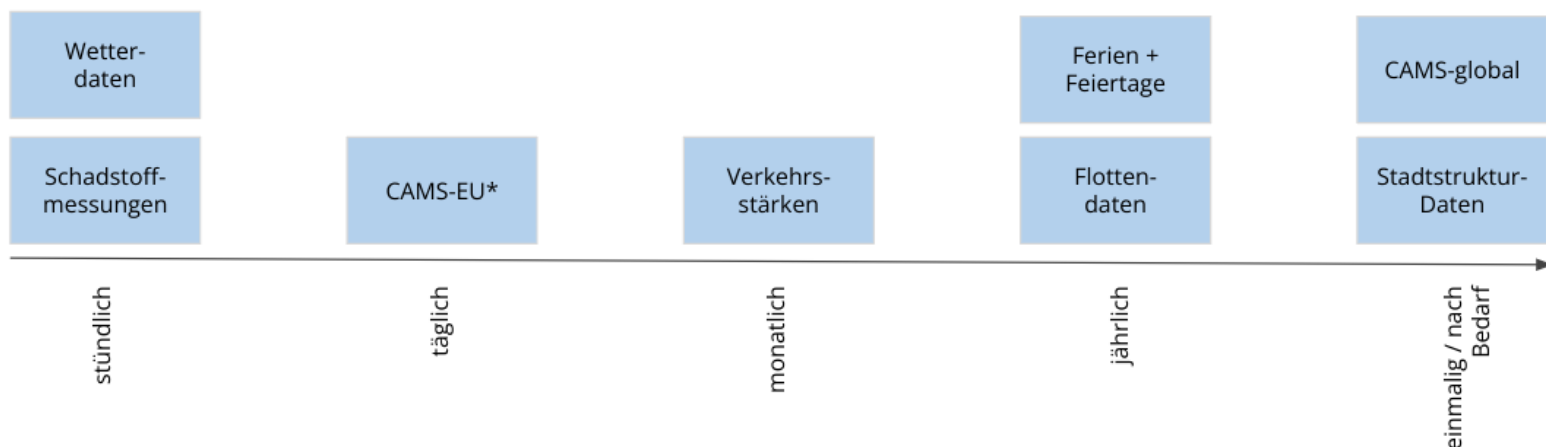 Wetter-
daten
Ferien +
Feiertage
CAMS-global
Schadstoff-
messungen
CAMS-EU*
Verkehrs-
stärken
Flotten-
daten
Stadtstruktur-
Daten
stündlich
täglich
monatlich
jährlich
einmalig / nach
Bedarf